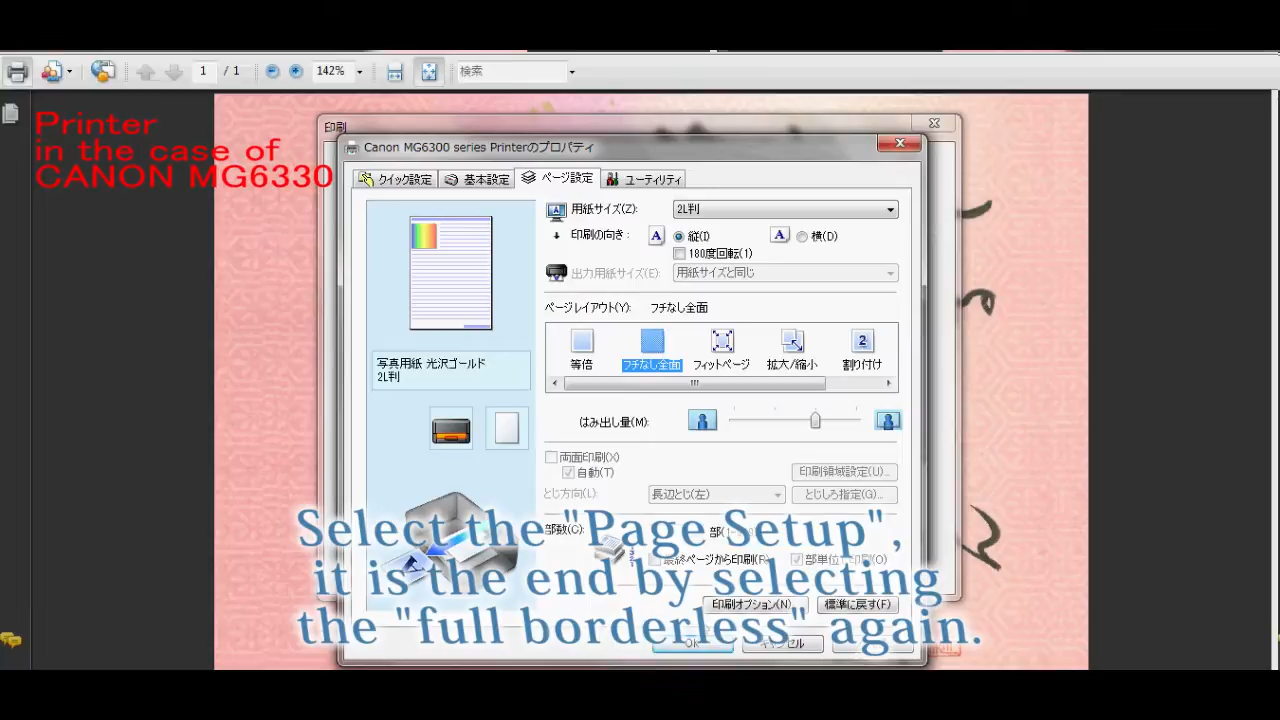 1 / 1
142%
検索
Printer
in the case of
CANON MG6330
印刷
Canon MG6300 series Printerのプロパティ
クイック設定 基本設定 ページ設定 ユーティリティ
用紙サイズ(Z): 2L判
印刷の向き: A 縦(I) A 横(D)
180度回転(1)
出力用紙サイズ(E): 用紙サイズと同じ
ページレイアウト(Y): フチなし全面
等倍 フチなし全面 フィットページ 拡大/縮小 割り付け
写真用紙 光沢ゴールド
2L判
はみ出し量(M):
両面印刷(X)
自動(T)
印刷領域設定(U)...
とじ方向(L): 長辺とじ(左) とじしろ指定(G)...
部数(C): 部
最終ページから印刷(R) 部単位で印刷(O)
Select the "Page Setup",
it is the end by selecting
the "full borderless" again.
印刷オプション(N)... 標準に戻す(F)
OK キャンセル